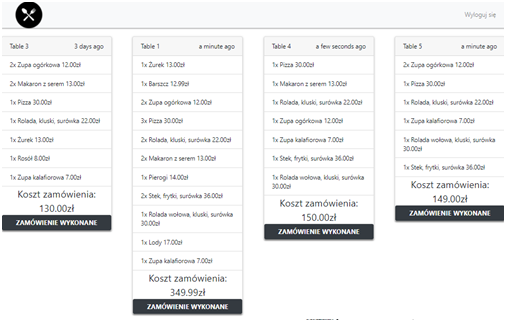 Wyloguj się
Table 3 3 days ago
2x Zupa ogórkowa 12.00zł
2x Makaron z serem 13.00zł
1x Pizza 30.00zł
1x Rolada, kluski, surówka 22.00zł
1x Żurek 13.00zł
1x Rosół 8.00zł
1x Zupa kalafiorowa 7.00zł
Koszt zamówienia:
130.00zł
ZAMÓWIENIE WYKONANE
Table 1 a minute ago
1x Żurek 13.00zł
1x Barszcz 12.99zł
2x Zupa ogórkowa 12.00zł
3x Pizza 30.00zł
2x Rolada, kluski, surówka 22.00zł
2x Makaron z serem 13.00zł
1x Pierogi 14.00zł
2x Stek, frytki, surówka 36.00zł
1x Rolada wołowa, kluski, surówka
30.00zł
1x Lody 17.00zł
1x Zupa kalafiorowa 7.00zł
Koszt zamówienia:
349.99zł
ZAMÓWIENIE WYKONANE
Table 4 a few seconds ago
1x Pizza 30.00zł
1x Makaron z serem 13.00zł
1x Rolada, kluski, surówka 22.00zł
1x Zupa ogórkowa 12.00zł
1x Zupa kalafiorowa 7.00zł
1x Stek, frytki, surówka 36.00zł
1x Rolada wołowa, kluski, surówka
30.00zł
Koszt zamówienia:
150.00zł
ZAMÓWIENIE WYKONANE
Table 5 a minute ago
2x Zupa ogórkowa 12.00zł
1x Pizza 30.00zł
1x Rolada, kluski, surówka 22.00zł
1x Zupa kalafiorowa 7.00zł
1x Rolada wołowa, kluski, surówka
30.00zł
1x Stek, frytki, surówka 36.00zł
Koszt zamówienia:
149.00zł
ZAMÓWIENIE WYKONANE